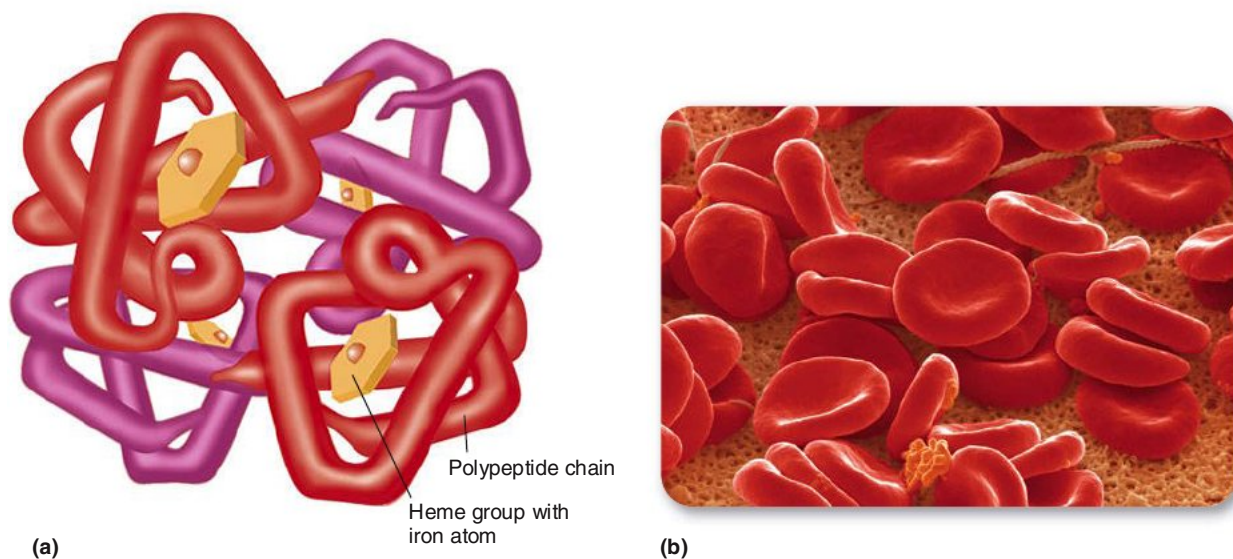 Polypeptide chain
Heme group with
iron atom
(a)
(b)